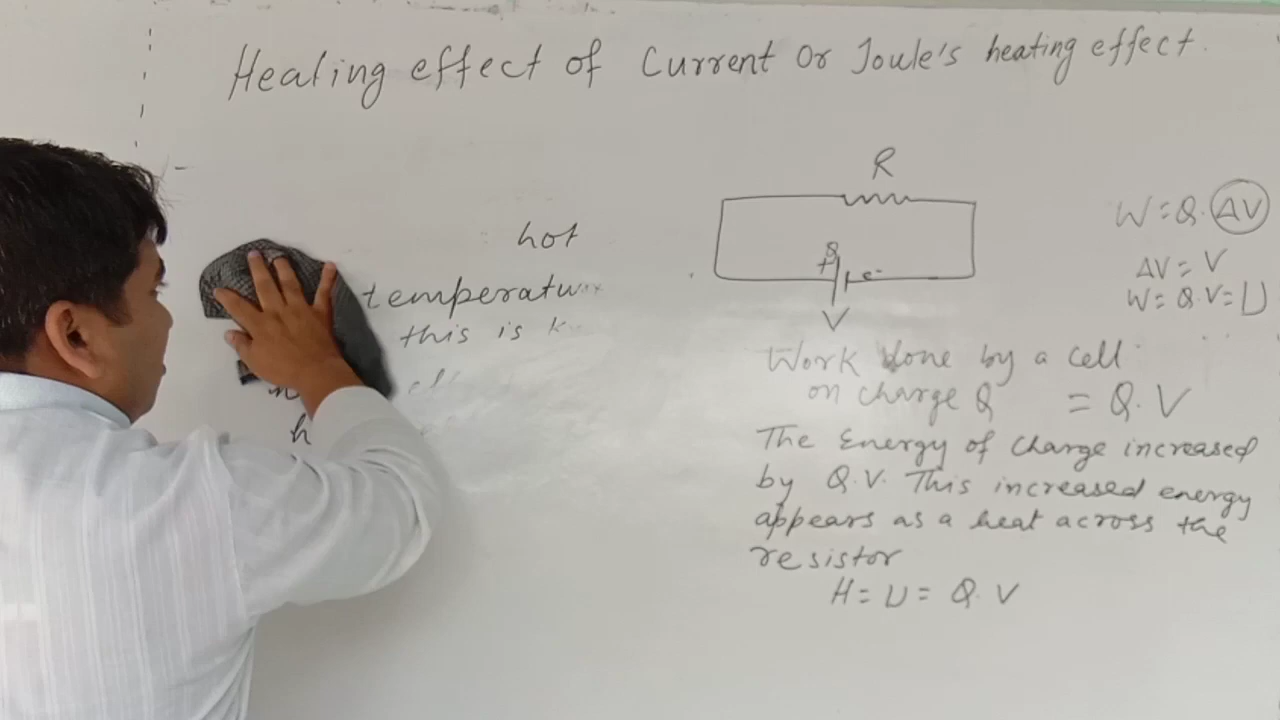 Heating effect of Current Or Joule's heating effect.
hot
temperatu
this is k
h
R
Q
+ e-
V
W = Q.ΔV
ΔV = V
W = Q.V = U
Work done by a cell
on charge Q = Q.V
The Energy of Charge increased
by Q.V. This increased energy
appears as a heat across the
resistor
H = U = Q.V